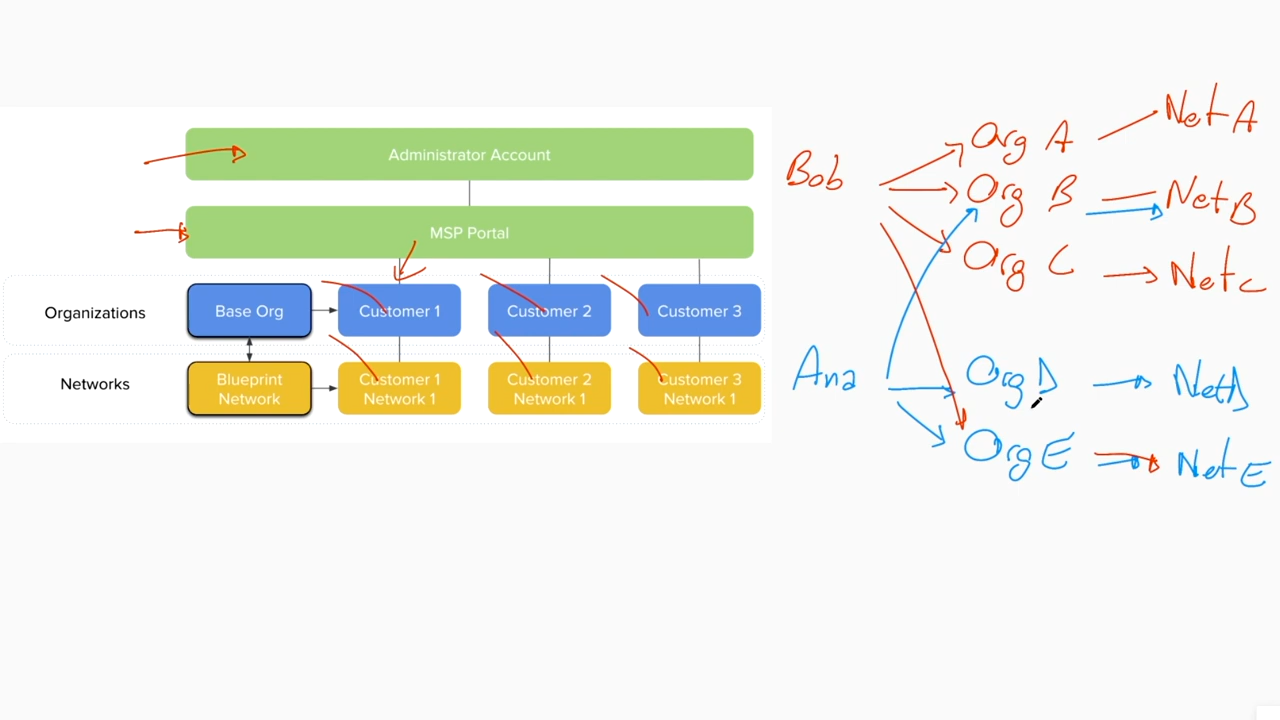 Administrator Account
MSP Portal
Organizations
Base Org
Customer 1
Customer 2
Customer 3
Networks
Blueprint
Network
Customer 1
Network 1
Customer 2
Network 1
Customer 3
Network 1
Bob
Org A
Net A
Org B
Net B
Org C
Net C
Ana
Org D
Net D
Org E
Net E